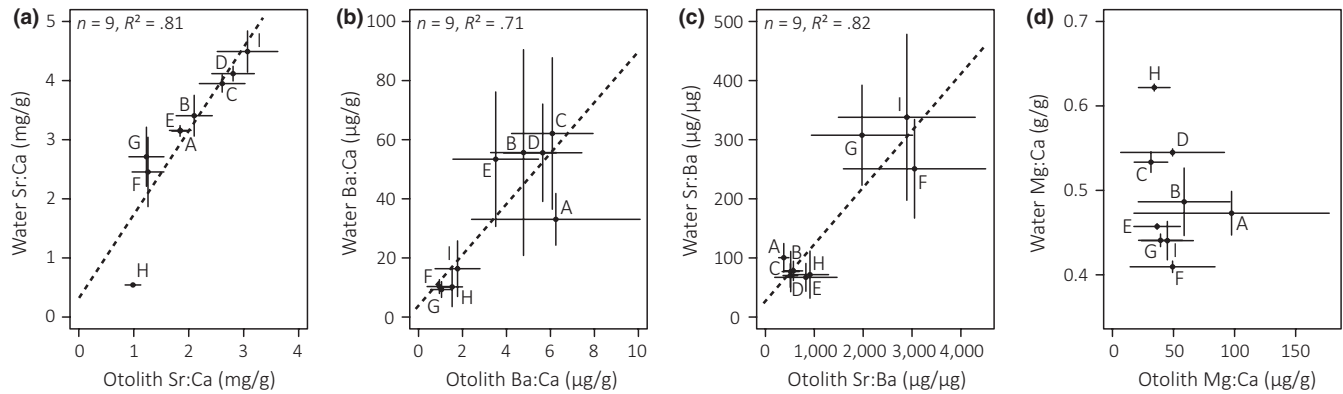 (a)
n = 9, R² = .81
Water Sr:Ca (mg/g)
5
4
3
2
1
0
I
D
C
B
E
A
G
F
H
0 1 2 3 4
Otolith Sr:Ca (mg/g)
(b)
n = 9, R² = .71
Water Ba:Ca (µg/g)
100
80
60
40
20
0
C
B
D
E
A
I
F
G
H
0 2 4 6 8 10
Otolith Ba:Ca (µg/g)
(c)
n = 9, R² = .82
Water Sr:Ba (µg/µg)
500
400
300
200
100
0
I
G
F
A
B
C
H
D
E
0 1,000 2,000 3,000 4,000
Otolith Sr:Ba (µg/µg)
(d)
Water Mg:Ca (g/g)
0.7
0.6
0.5
0.4
H
D
C
B
A
E
G
I
F
0 50 100 150
Otolith Mg:Ca (µg/g)